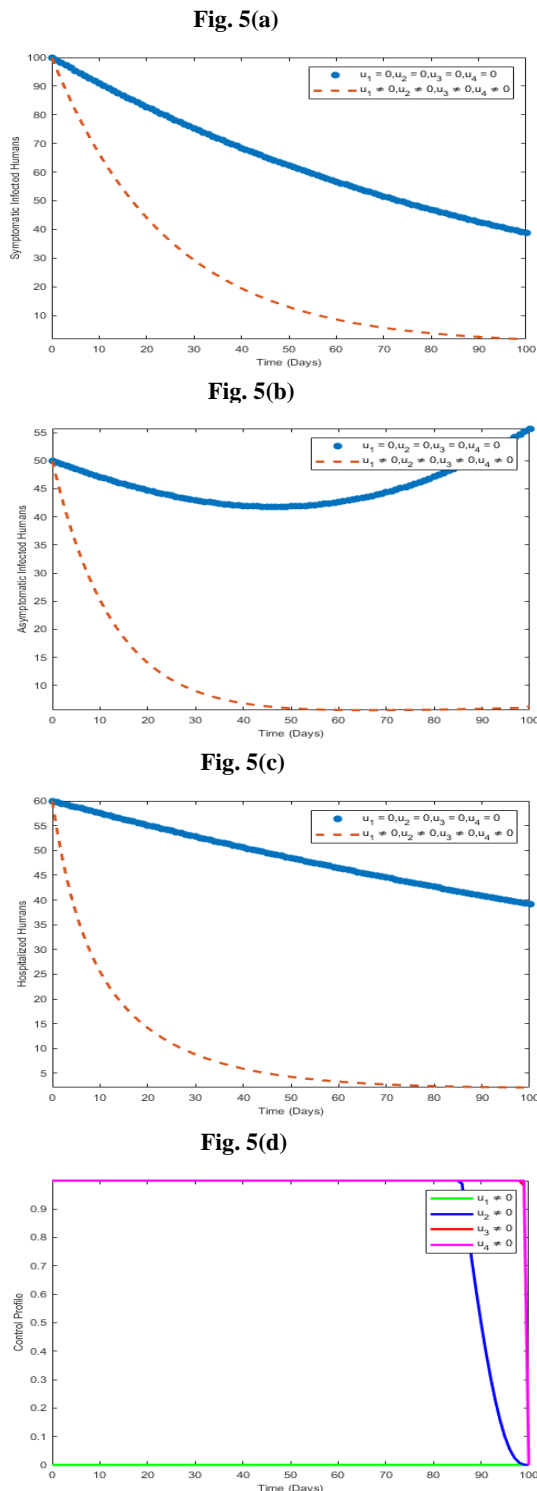 Fig. 5(a)
100
90
80
70
60
50
40
30
20
10
Symptomatic Infected Humans
u1 = 0,u2 = 0,u3 = 0,u4 = 0
u1 ≠ 0,u2 ≠ 0,u3 ≠ 0,u4 ≠ 0
0 10 20 30 40 50 60 70 80 90 100
Time (Days)
Fig. 5(b)
55
50
45
40
35
30
25
20
15
10
Asymptomatic Infected Humans
u1 = 0,u2 = 0,u3 = 0,u4 = 0
u1 ≠ 0,u2 ≠ 0,u3 ≠ 0,u4 ≠ 0
0 10 20 30 40 50 60 70 80 90 100
Time (Days)
Fig. 5(c)
60
55
50
45
40
35
30
25
20
15
10
5
Hospitalized Humans
u1 = 0,u2 = 0,u3 = 0,u4 = 0
u1 ≠ 0,u2 ≠ 0,u3 ≠ 0,u4 ≠ 0
0 10 20 30 40 50 60 70 80 90 100
Time (Days)
Fig. 5(d)
0.9
0.8
0.7
0.6
0.5
0.4
0.3
0.2
0.1
0
Control Profile
u1 ≠ 0
u2 ≠ 0
u3 ≠ 0
u4 ≠ 0
0 10 20 30 40 50 60 70 80 90 100
Time (Days)